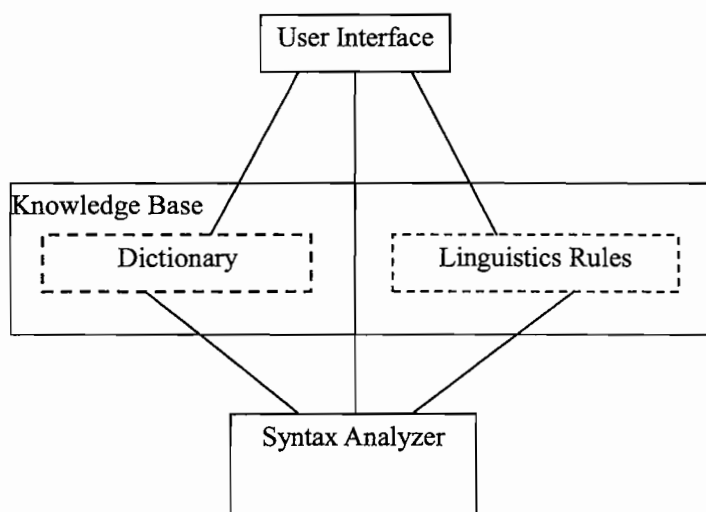 User Interface
Knowledge Base
Dictionary
Linguistics Rules
Syntax Analyzer